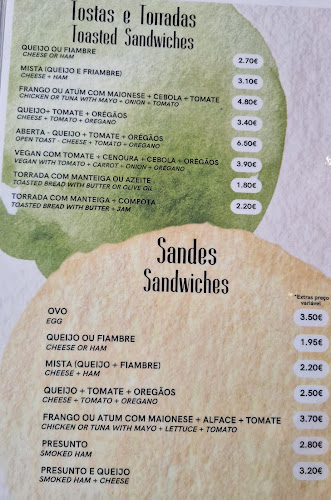 Tostas e Torradas
Toasted Sandwiches
QUEIJO OU FIAMBRE
CHEESE OR HAM
2.70€
MISTA (QUEIJO E FRIAMBRE)
CHEESE + HAM
3.10€
FRANGO OU ATUM COM MAIONESE + CEBOLA + TOMATE
CHICKEN OR TUNA WITH MAYO + ONION + TOMATO
4.80€
QUEIJO+ TOMATE + OREGÃOS
CHEESE + TOMATO + OREGANO
3.40€
ABERTA - QUEIJO + TOMATE + OREGÃOS
OPEN TOAST - CHEESE + TOMATO + OREGANO
6.50€
VEGAN COM TOMATE + CENOURA + CEBOLA + OREGÃOS
VEGAN WITH TOMATO + CARROT + ONION + OREGANO
3.90€
TORRADA COM MANTEIGA OU AZEITE
TOASTED BREAD WITH BUTTER OR OLIVE OIL
1.80€
TORRADA COM MANTEIGA + COMPOTA
TOASTED BREAD WITH BUTTER + JAM
2.20€
Sandes
Sandwiches
*Extras preço
variável
OVO
EGG
3.50€
QUEIJO OU FIAMBRE
CHEESE OR HAM
1.95€
MISTA (QUEIJO + FIAMBRE)
CHEESE + HAM
2.20€
QUEIJO + TOMATE + OREGÃOS
CHEESE + TOMATO + OREGANO
2.50€
FRANGO OU ATUM COM MAIONESE + ALFACE + TOMATE
CHICKEN OR TUNA WITH MAYO + LETTUCE + TOMATO
3.70€
PRESUNTO
SMOKED HAM
2.80€
PRESUNTO E QUEIJO
SMOKED HAM + CHEESE
3.20€